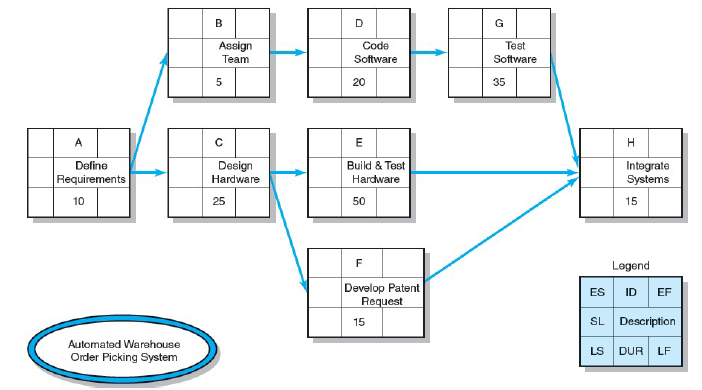 B
Assign
Team
5
D
Code
Software
20
G
Test
Software
35
A
Define
Requirements
10
C
Design
Hardware
25
E
Build & Test
Hardware
50
H
Integrate
Systems
15
F
Develop Patent
Request
15
Legend
ES ID EF
SL Description
LS DUR LF
Automated Warehouse
Order Picking System